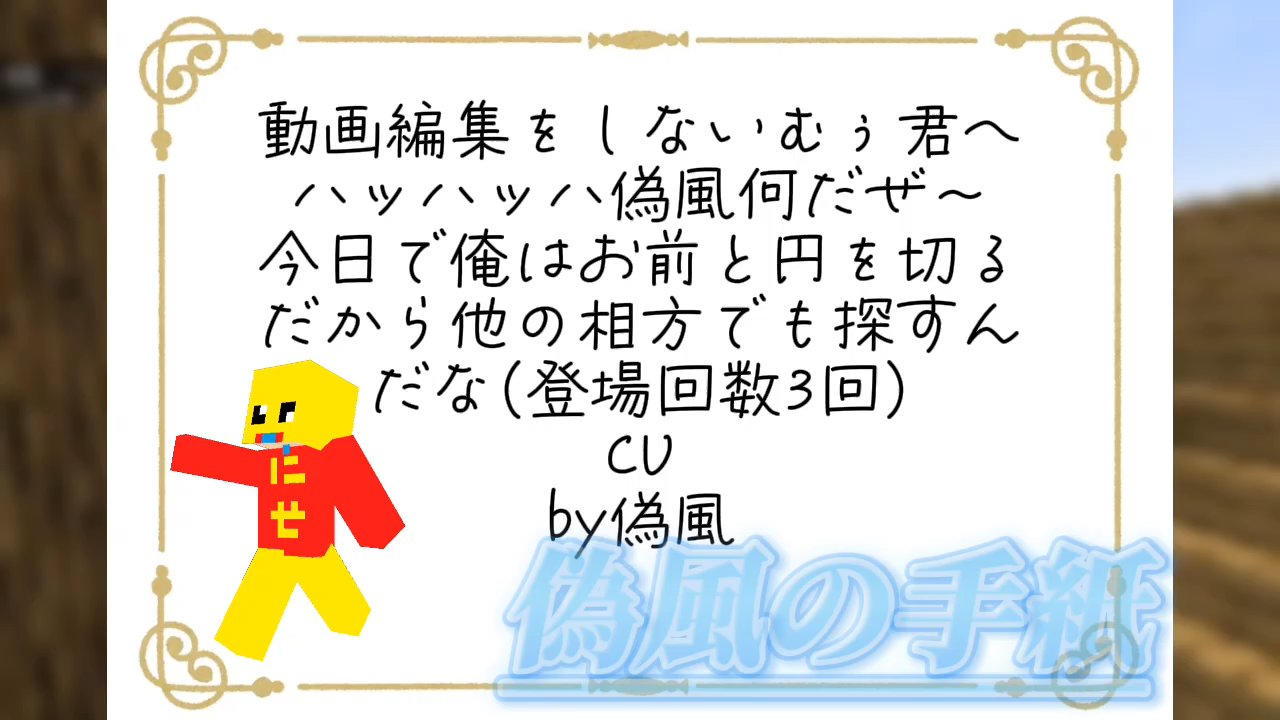 動画編集をしないむぅ君へ
ハッハッハ偽風何だぜ～
今日で俺はお前と円を切る
だから他の相方でも探すん
だな(登場回数3回)
CU
by偽風
にせ
偽風の手紙